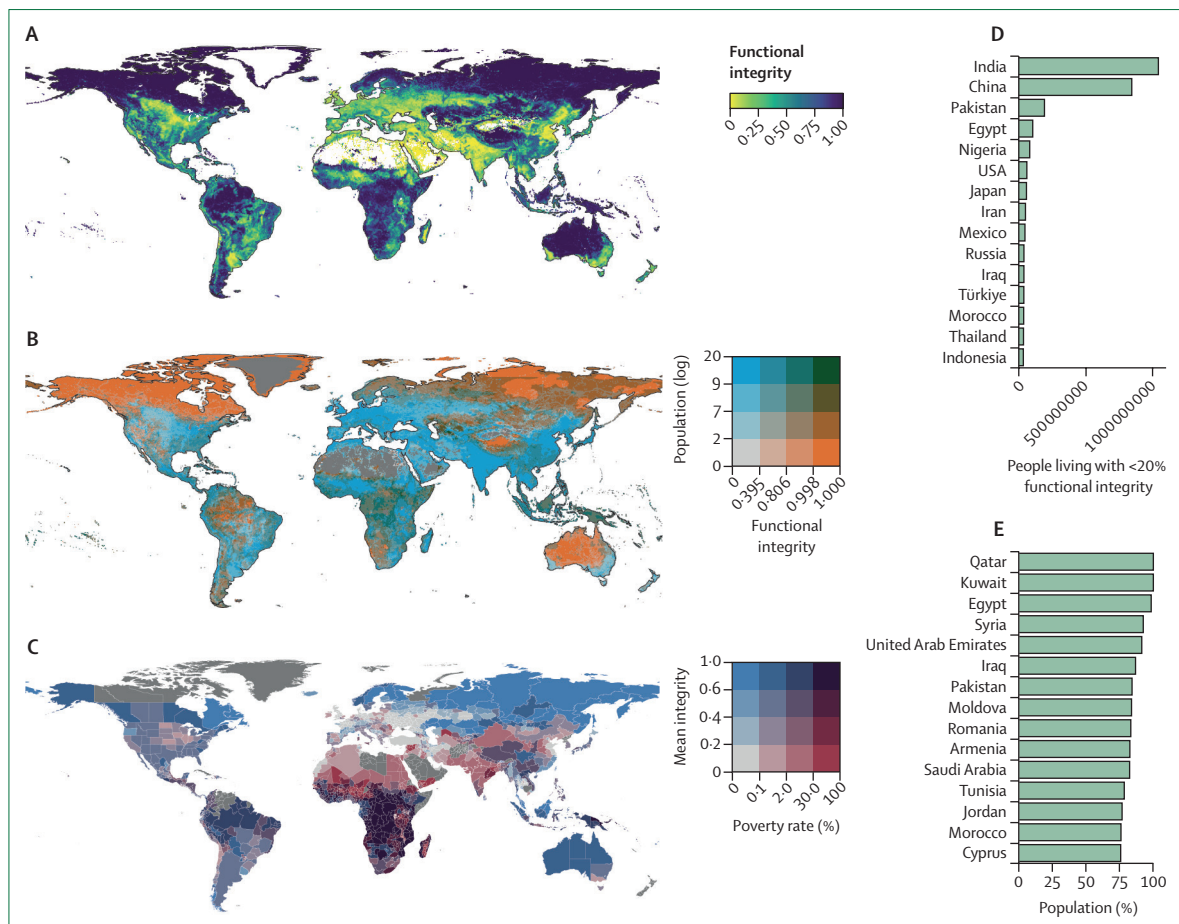 A
Functional
integrity
0
0·25
0·50
0·75
1·00
B
Population (log)
20
9
7
2
0
0
0·395
0·806
0·998
1·000
Functional
integrity
C
Mean integrity
1·0
0·6
0·4
0·2
0
0
0·1
2·0
30·0
100
Poverty rate (%)
D
India
China
Pakistan
Egypt
Nigeria
USA
Japan
Iran
Mexico
Russia
Iraq
Türkiye
Morocco
Thailand
Indonesia
0
500000000
1000000000
People living with <20%
functional integrity
E
Qatar
Kuwait
Egypt
Syria
United Arab Emirates
Iraq
Pakistan
Moldova
Romania
Armenia
Saudi Arabia
Tunisia
Jordan
Morocco
Cyprus
0
25
50
75
100
Population (%)